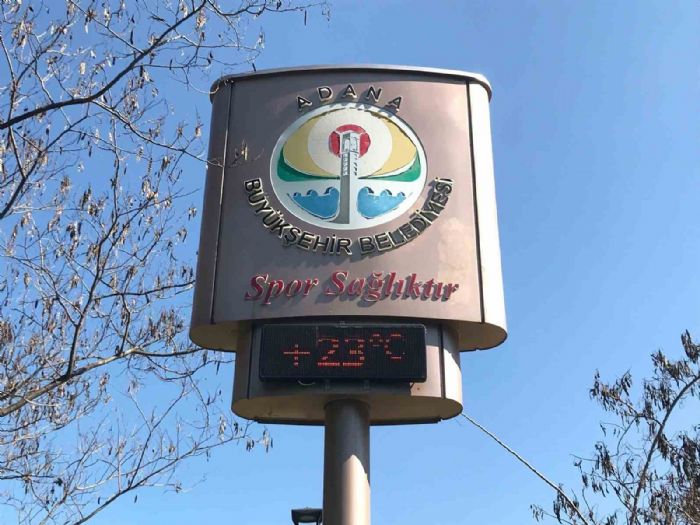 ADANA
BÜYÜKŞEHİR BELEDİYESİ
Spor Sağlıktır
+23°C